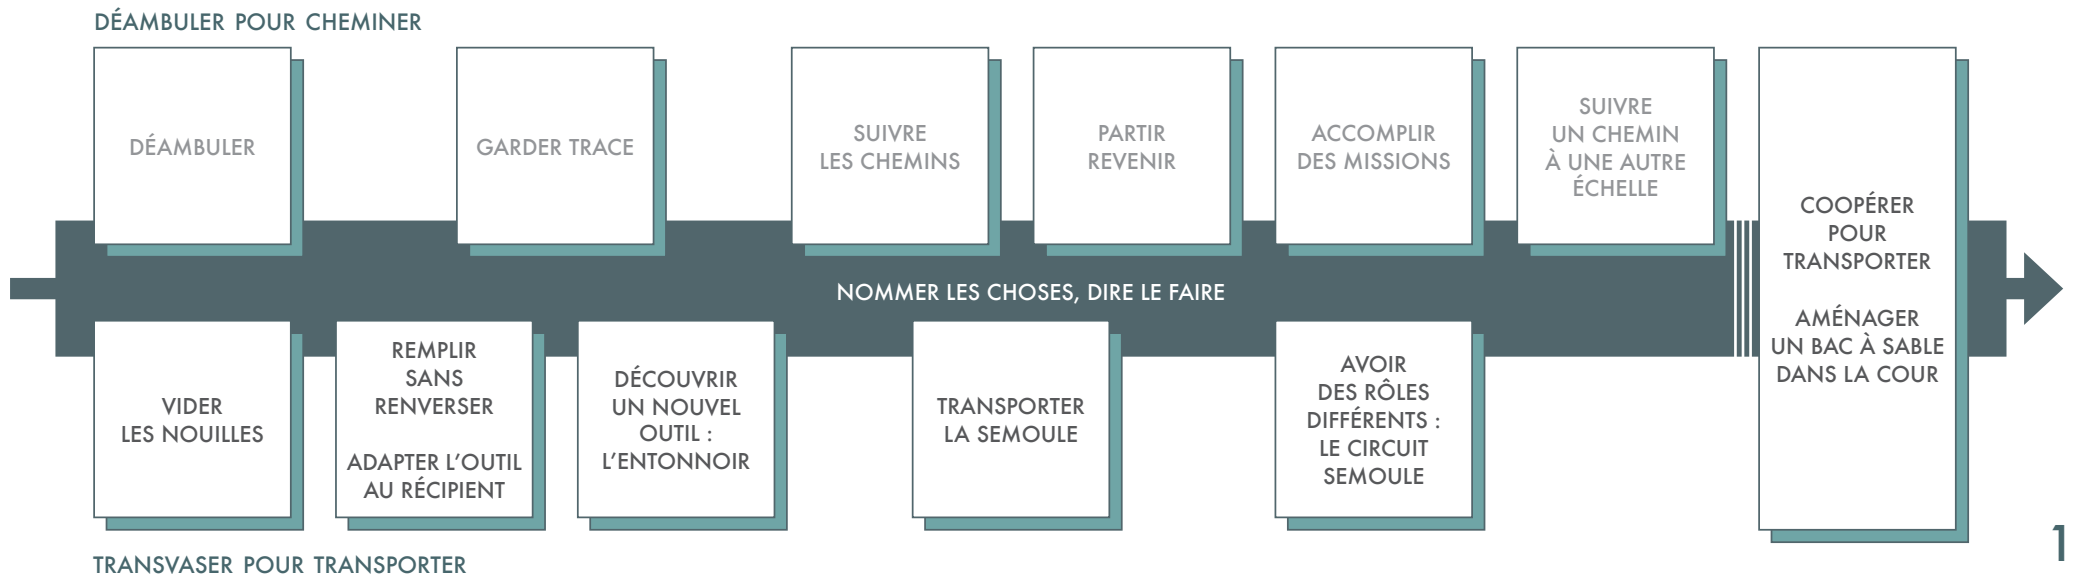 DÉAMBULER POUR CHEMINER
DÉAMBULER
GARDER TRACE
SUIVRE
LES CHEMINS
PARTIR
REVENIR
ACCOMPLIR
DES MISSIONS
SUIVRE
UN CHEMIN
À UNE AUTRE
ÉCHELLE
COOPÉRER
POUR
TRANSPORTER
AMÉNAGER
UN BAC À SABLE
DANS LA COUR
NOMMER LES CHOSES, DIRE LE FAIRE
VIDER
LES NOUILLES
REMPLIR
SANS
RENVERSER
ADAPTER L'OUTIL
AU RÉCIPIENT
DÉCOUVRIR
UN NOUVEL
OUTIL :
L'ENTONNOIR
TRANSPORTER
LA SEMOULE
AVOIR
DES RÔLES
DIFFÉRENTS :
LE CIRCUIT
SEMOULE
TRANSVASER POUR TRANSPORTER
1